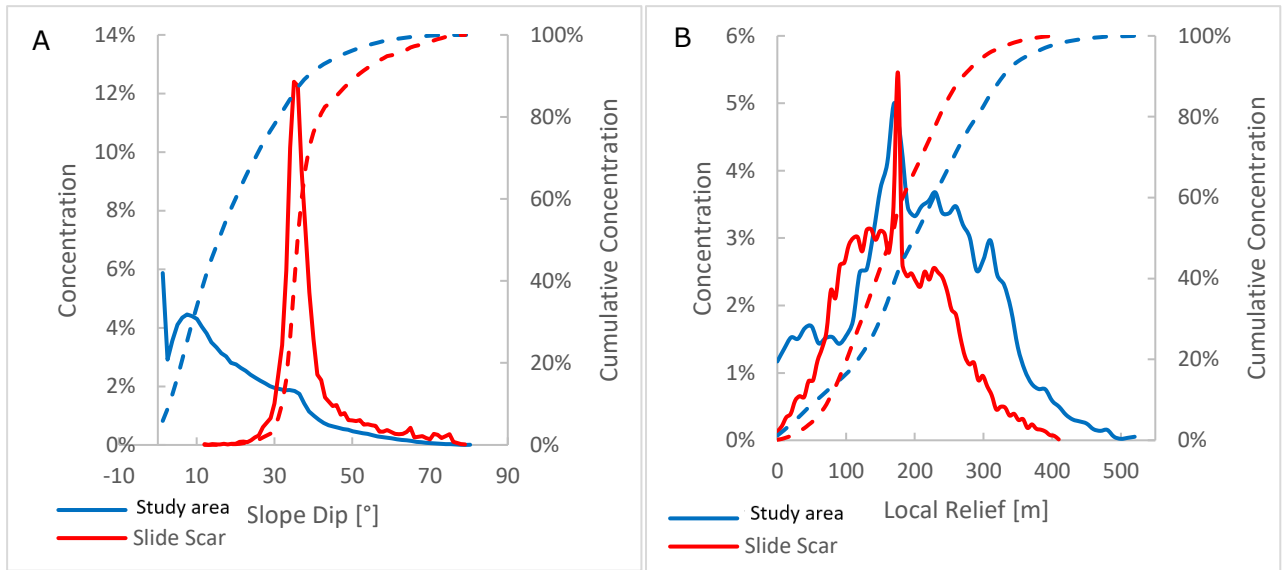 A
14%
12%
10%
8%
6%
4%
2%
0%
Concentration
100%
80%
60%
40%
20%
0%
Cumulative Concentration
-10 10 30 50 70 90
Slope Dip [°]
Study area
Slide Scar
B
6%
5%
4%
3%
2%
1%
0%
Concentration
100%
80%
60%
40%
20%
0%
Cumulative Concentration
0 100 200 300 400 500
Local Relief [m]
Study area
Slide Scar